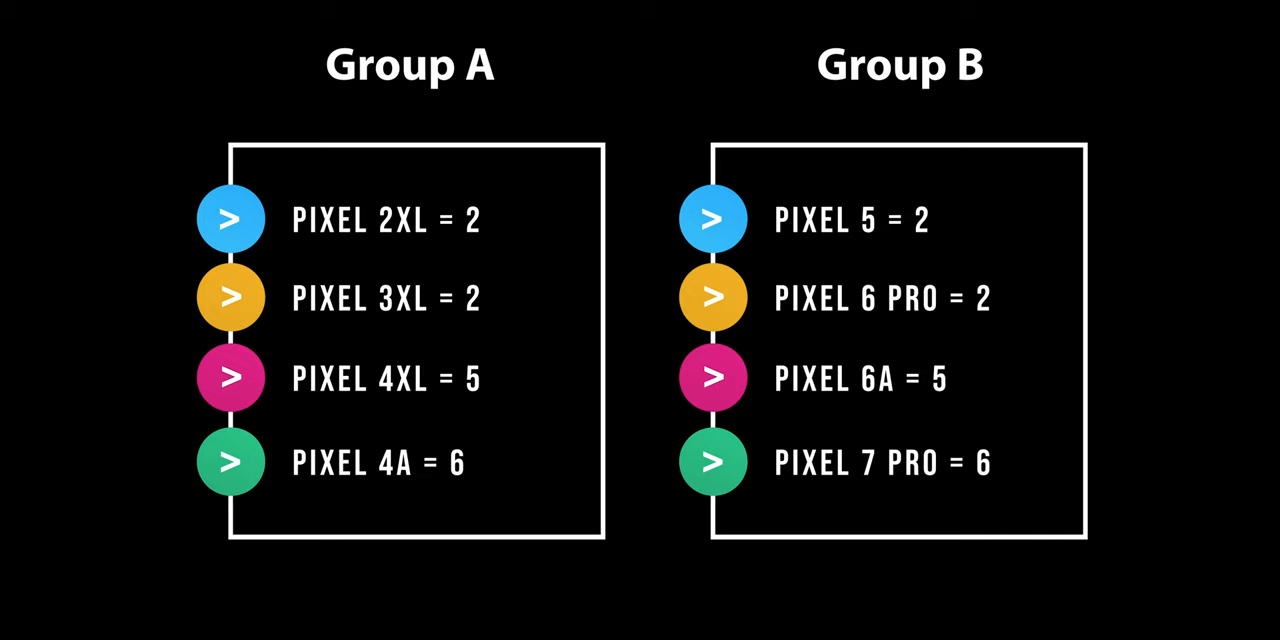 Group A
> PIXEL 2XL = 2
> PIXEL 3XL = 2
> PIXEL 4XL = 5
> PIXEL 4A = 6
Group B
> PIXEL 5 = 2
> PIXEL 6 PRO = 2
> PIXEL 6A = 5
> PIXEL 7 PRO = 6